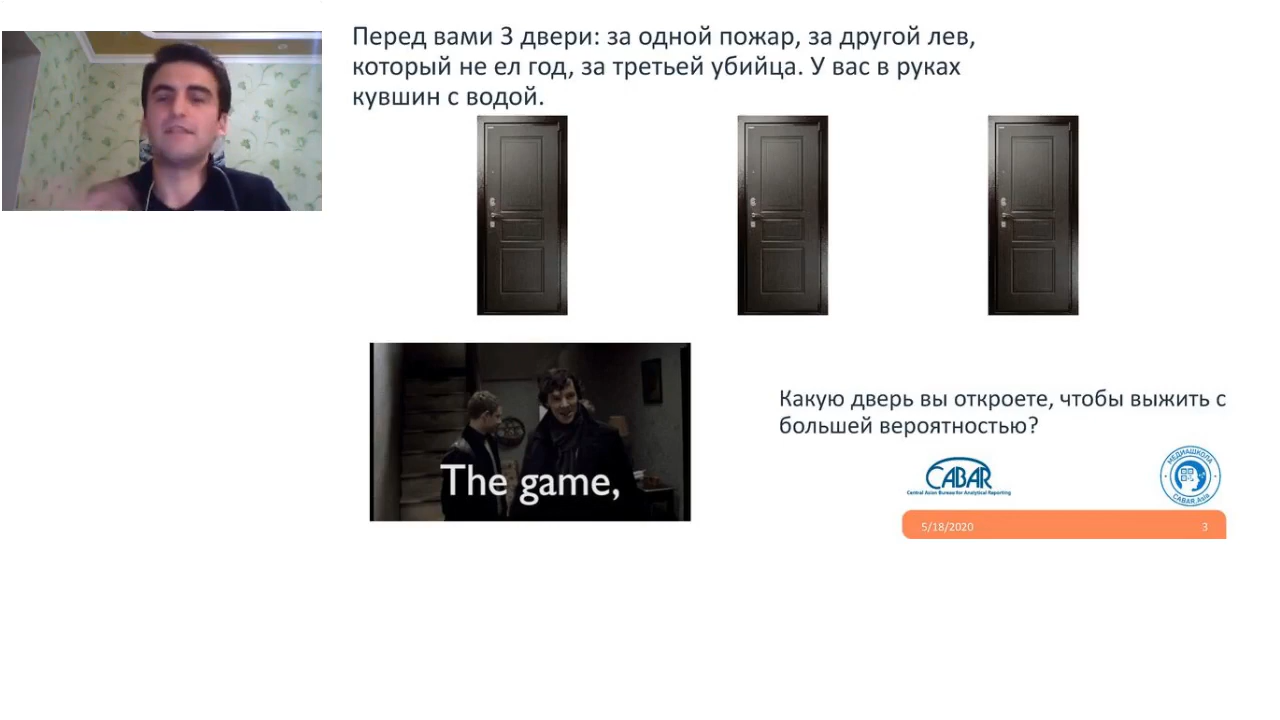 Перед вами 3 двери: за одной пожар, за другой лев,
который не ел год, за третьей убийца. У вас в руках
кувшин с водой.
The game,
Какую дверь вы откроете, чтобы выжить с
большей вероятностью?
CABAR
Central Asian Bureau for Analytical Reporting
МЕДИАШКОЛА
CABAR.Asia
5/18/2020
3